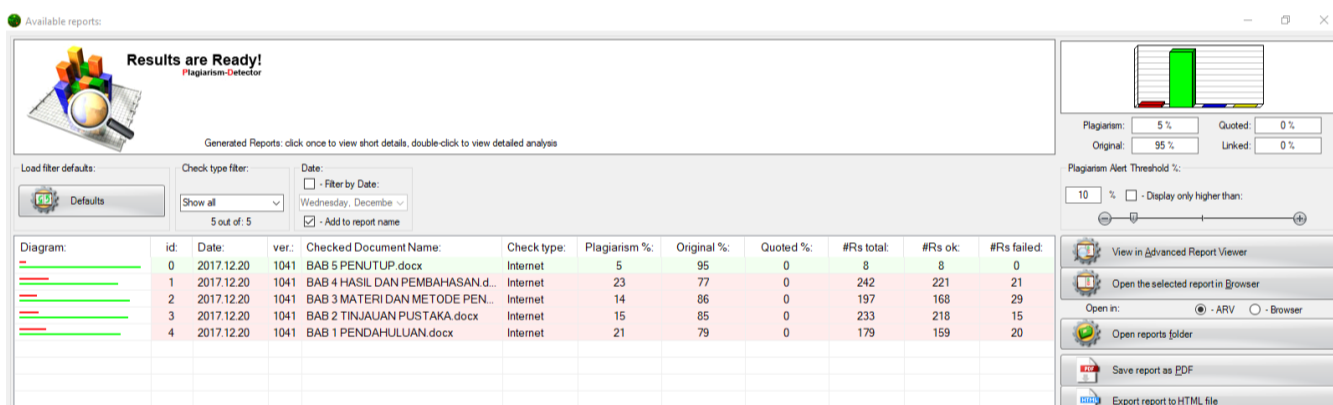 Available reports:
Results are Ready!
Plagiarism-Detector
Generated Reports: click once to view short details, double-click to view detailed analysis
Plagiarism: 5 % Quoted: 0 %
Original: 95 % Linked: 0 %
Load filter defaults: Check type filter: Date:
Defaults
Show all
5 out of: 5
- Filter by Date:
Wednesday, Decembe
- Add to report name
Plagiarism Alert Threshold %:
10 % - Display only higher than:
Diagram: id: Date: ver.: Checked Document Name: Check type: Plagiarism %: Original %: Quoted %: #Rs total: #Rs ok: #Rs failed:
0 2017.12.20 1041 BAB 5 PENUTUP.docx Internet 5 95 0 8 8 0
1 2017.12.20 1041 BAB 4 HASIL DAN PEMBAHASAN.d... Internet 23 77 0 242 221 21
2 2017.12.20 1041 BAB 3 MATERI DAN METODE PEN... Internet 14 86 0 197 168 29
3 2017.12.20 1041 BAB 2 TINJAUAN PUSTAKA.docx Internet 15 85 0 233 218 15
4 2017.12.20 1041 BAB 1 PENDAHULUAN.docx Internet 21 79 0 179 159 20
View in Advanced Report Viewer
Open the selected report in Browser
Open in: - ARV - Browser
Open reports folder
Save report as PDF
Export report to HTML file